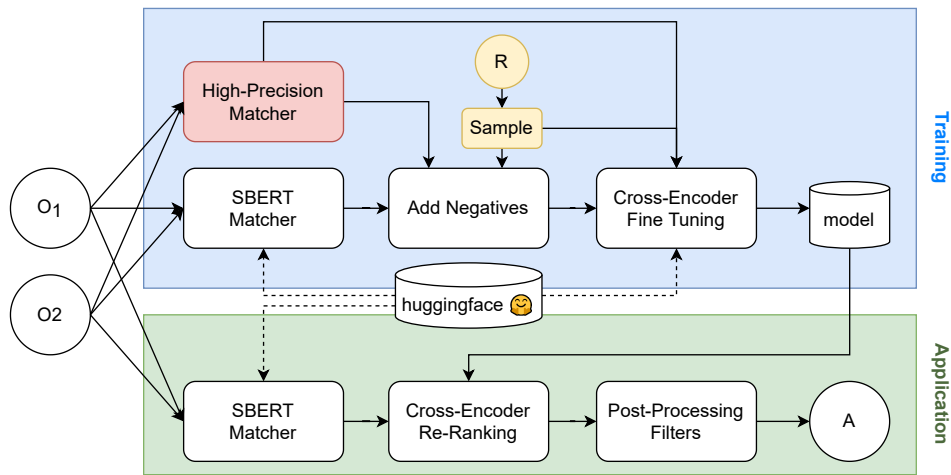 R
High-Precision
Matcher
Sample
Training
O1
SBERT
Matcher
Add Negatives
Cross-Encoder
Fine Tuning
model
huggingface 🤗
O2
Application
SBERT
Matcher
Cross-Encoder
Re-Ranking
Post-Processing
Filters
A